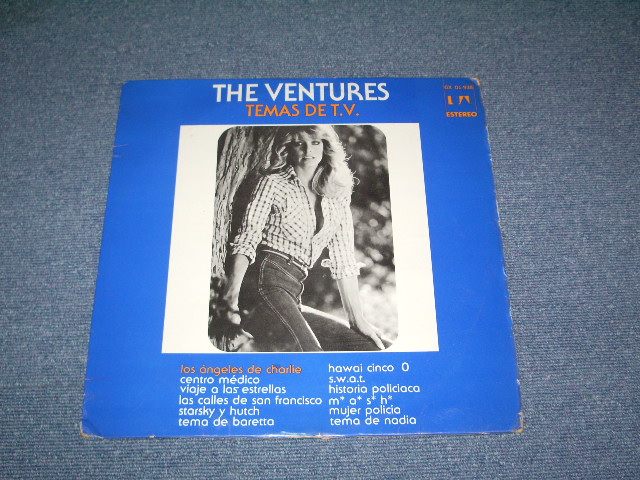 THE VENTURES
TEMAS DE T.V.
ESTEREO
los ángeles de charlie
centro médico
viaje a las estrellas
las calles de san francisco
starsky y hutch
tema de baretta
hawai cinco 0
s.w.a.t.
historia policiaca
m* a* s* h*
mujer policia
tema de nadia